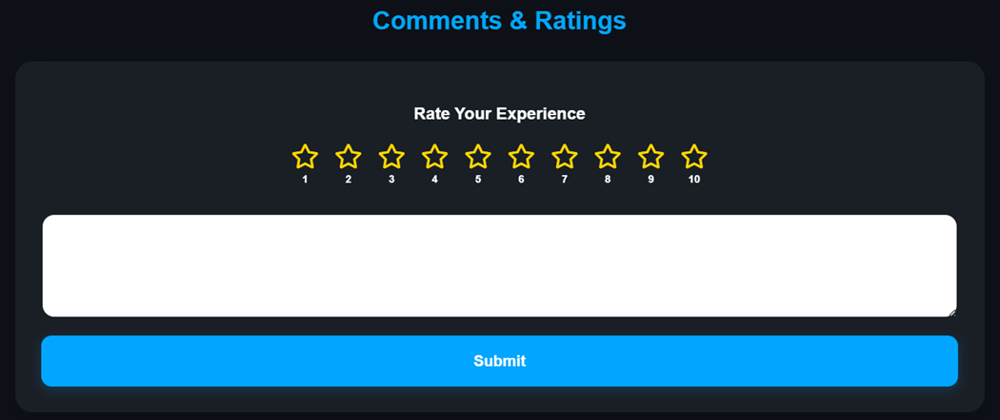 Comments & Ratings
Rate Your Experience
1 2 3 4 5 6 7 8 9 10
Submit